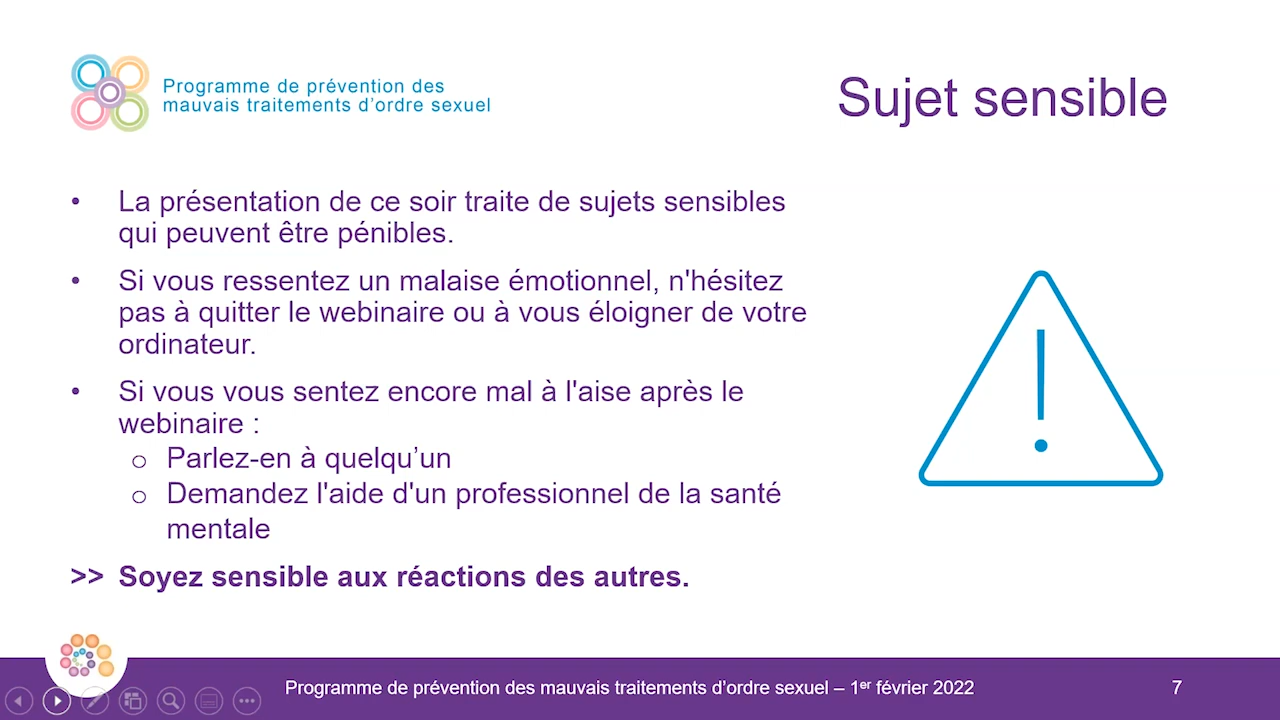 Programme de prévention des
mauvais traitements d’ordre sexuel
Sujet sensible
• La présentation de ce soir traite de sujets sensibles
qui peuvent être pénibles.
• Si vous ressentez un malaise émotionnel, n'hésitez
pas à quitter le webinaire ou à vous éloigner de votre
ordinateur.
• Si vous vous sentez encore mal à l'aise après le
webinaire :
o Parlez-en à quelqu’un
o Demandez l'aide d'un professionnel de la santé
mentale
>> Soyez sensible aux réactions des autres.
Programme de prévention des mauvais traitements d’ordre sexuel – 1er février 2022
7